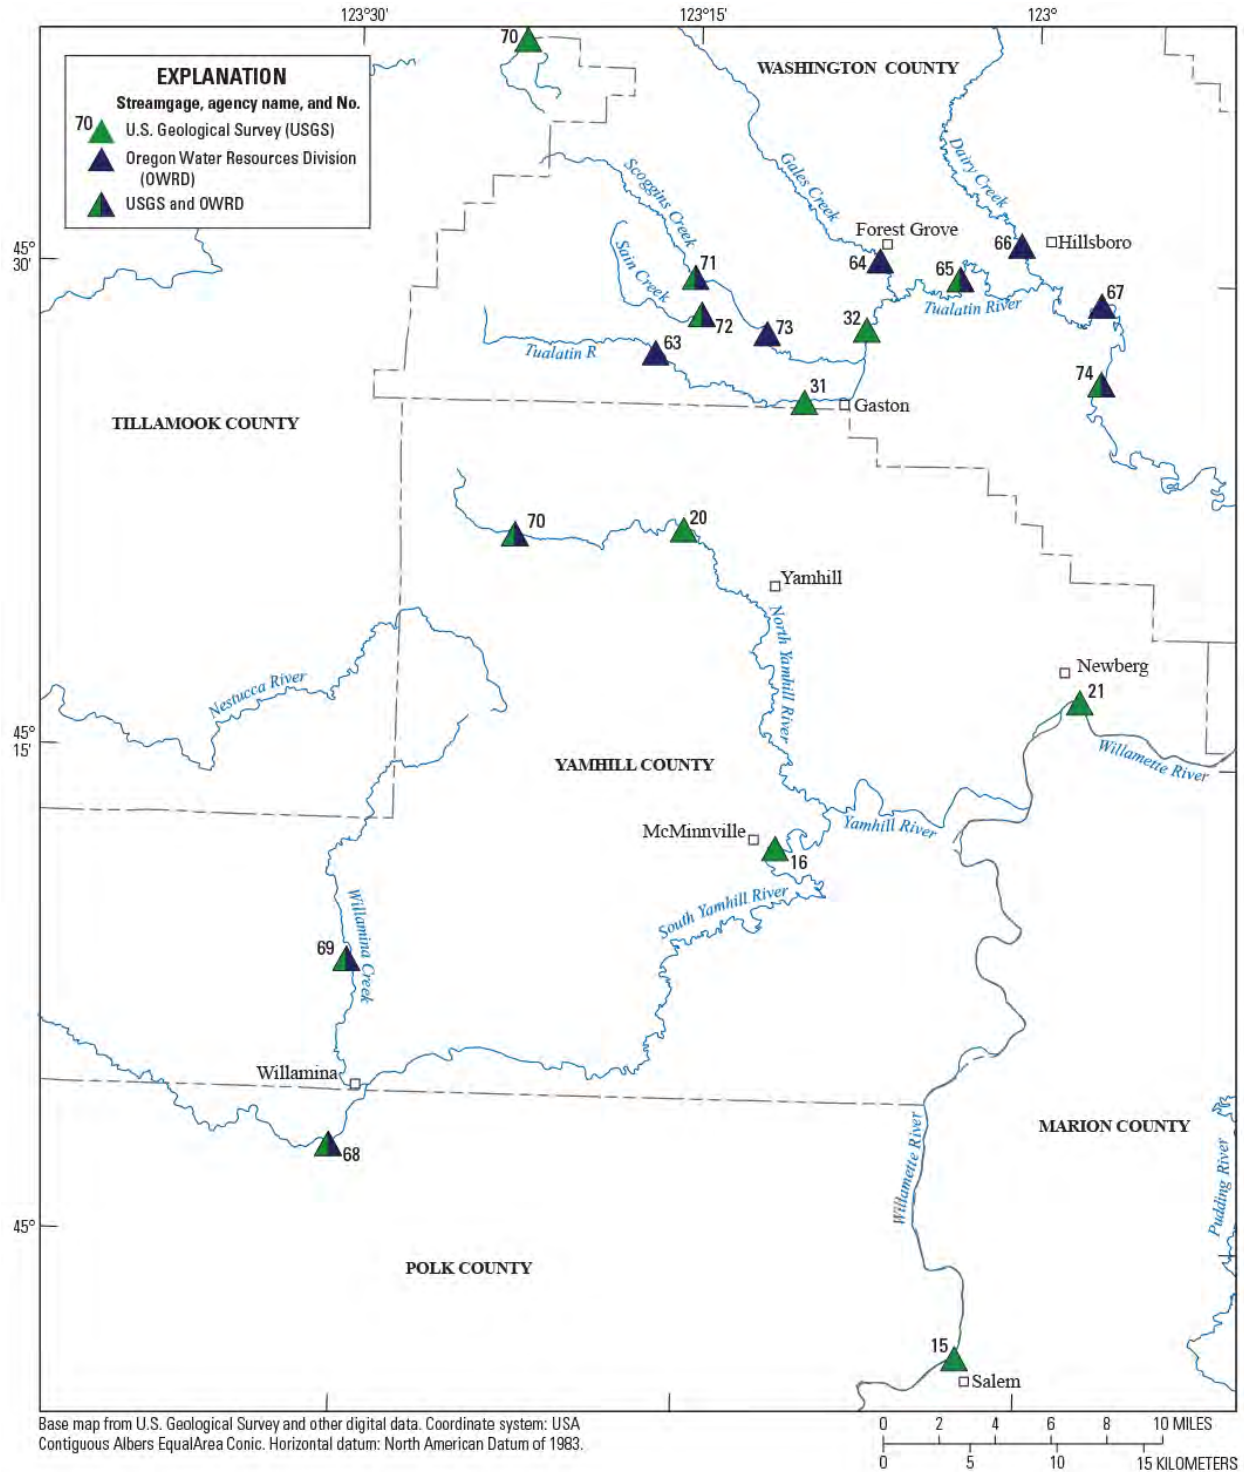 123°30'
123°15'
123°
70
WASHINGTON COUNTY
EXPLANATION
Streamgage, agency name, and No.
70
U.S. Geological Survey (USGS)
Oregon Water Resources Division
(OWRD)
USGS and OWRD
Scoggins Creek
Gales Creek
Dairy Creek
Sain Creek
Forest Grove
66
Hillsboro
45°
30'
64
71
65
67
Tualatin River
72
73
32
63
Tualatin R
74
31
Gaston
TILLAMOOK COUNTY
70
20
Yamhill
North Yamhill River
Newberg
Nestucca River
21
45°
15'
Willamette River
YAMHILL COUNTY
McMinnville
Yamhill River
16
South Yamhill River
Willamina Creek
69
Willamina
MARION COUNTY
68
Willamette River
Pudding River
45°
POLK COUNTY
15
Salem
Base map from U.S. Geological Survey and other digital data. Coordinate system: USA
Contiguous Albers EqualArea Conic. Horizontal datum: North American Datum of 1983.
0 2 4 6 8 10 MILES
0 5 10 15 KILOMETERS